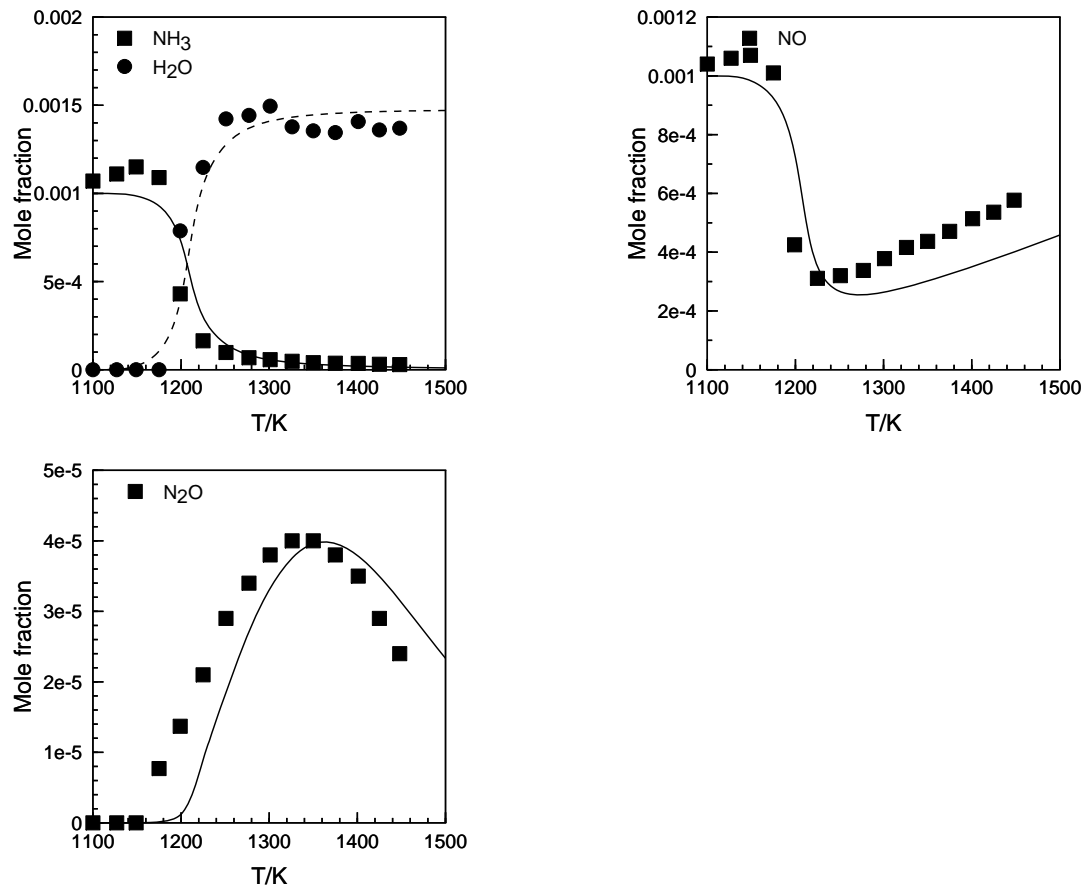 0.002
NH3
H2O
0.0015
0.001
5e-4
0
Mole fraction
1100 1200 1300 1400 1500
T/K
0.0012
NO
0.001
8e-4
6e-4
4e-4
2e-4
0
Mole fraction
1100 1200 1300 1400 1500
T/K
5e-5
N2O
4e-5
3e-5
2e-5
1e-5
0
Mole fraction
1100 1200 1300 1400 1500
T/K